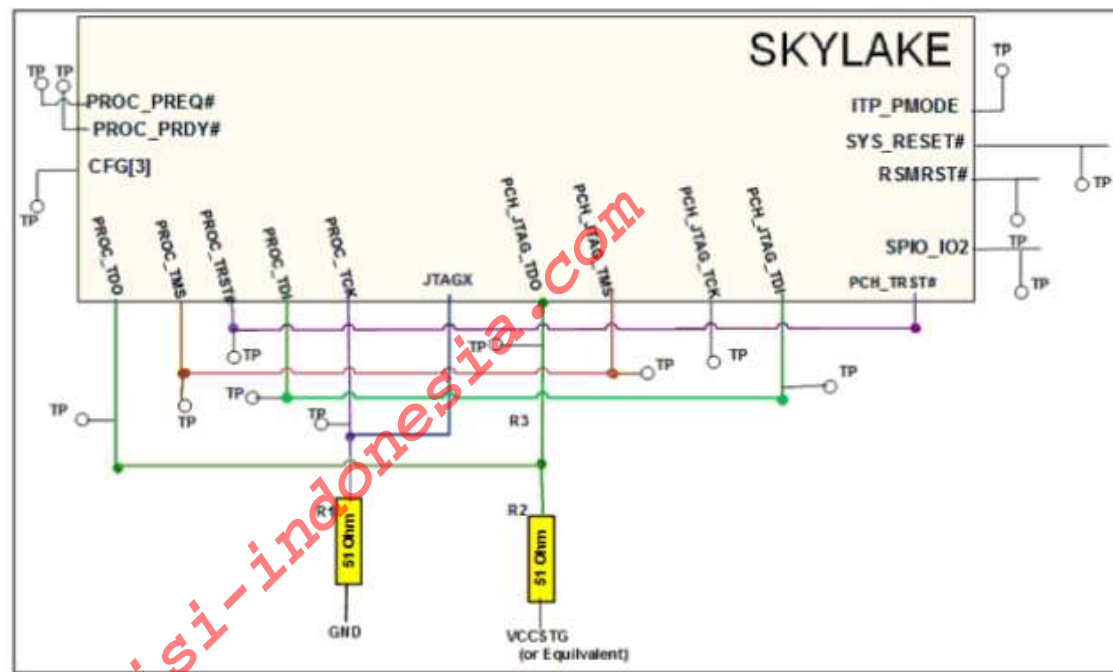 SKYLAKE
TP
TP
TP
PROC_PREQ#
ITP_PMODE
PROC_PRDY#
SYS_RESET#
CFG[3]
RSMRST#
TP
TP
TP
SPIO_IO2
TP
PROC_TDO
PROC_TMS
PROC_TRST#
PROC_TDI
PROC_TCK
JTAGX
PCH_JTAG_TDO
PCH_JTAG_TMS
PCH_JTAG_TCK
PCH_JTAG_TDI
PCH_TRST#
TP
TP
TP
TP
TP
TP
TP
TP
TP
R3
R1
51 Ohm
R2
51 Ohm
GND
VCCSTG
(or Equilvalent)
si-indonesia.com